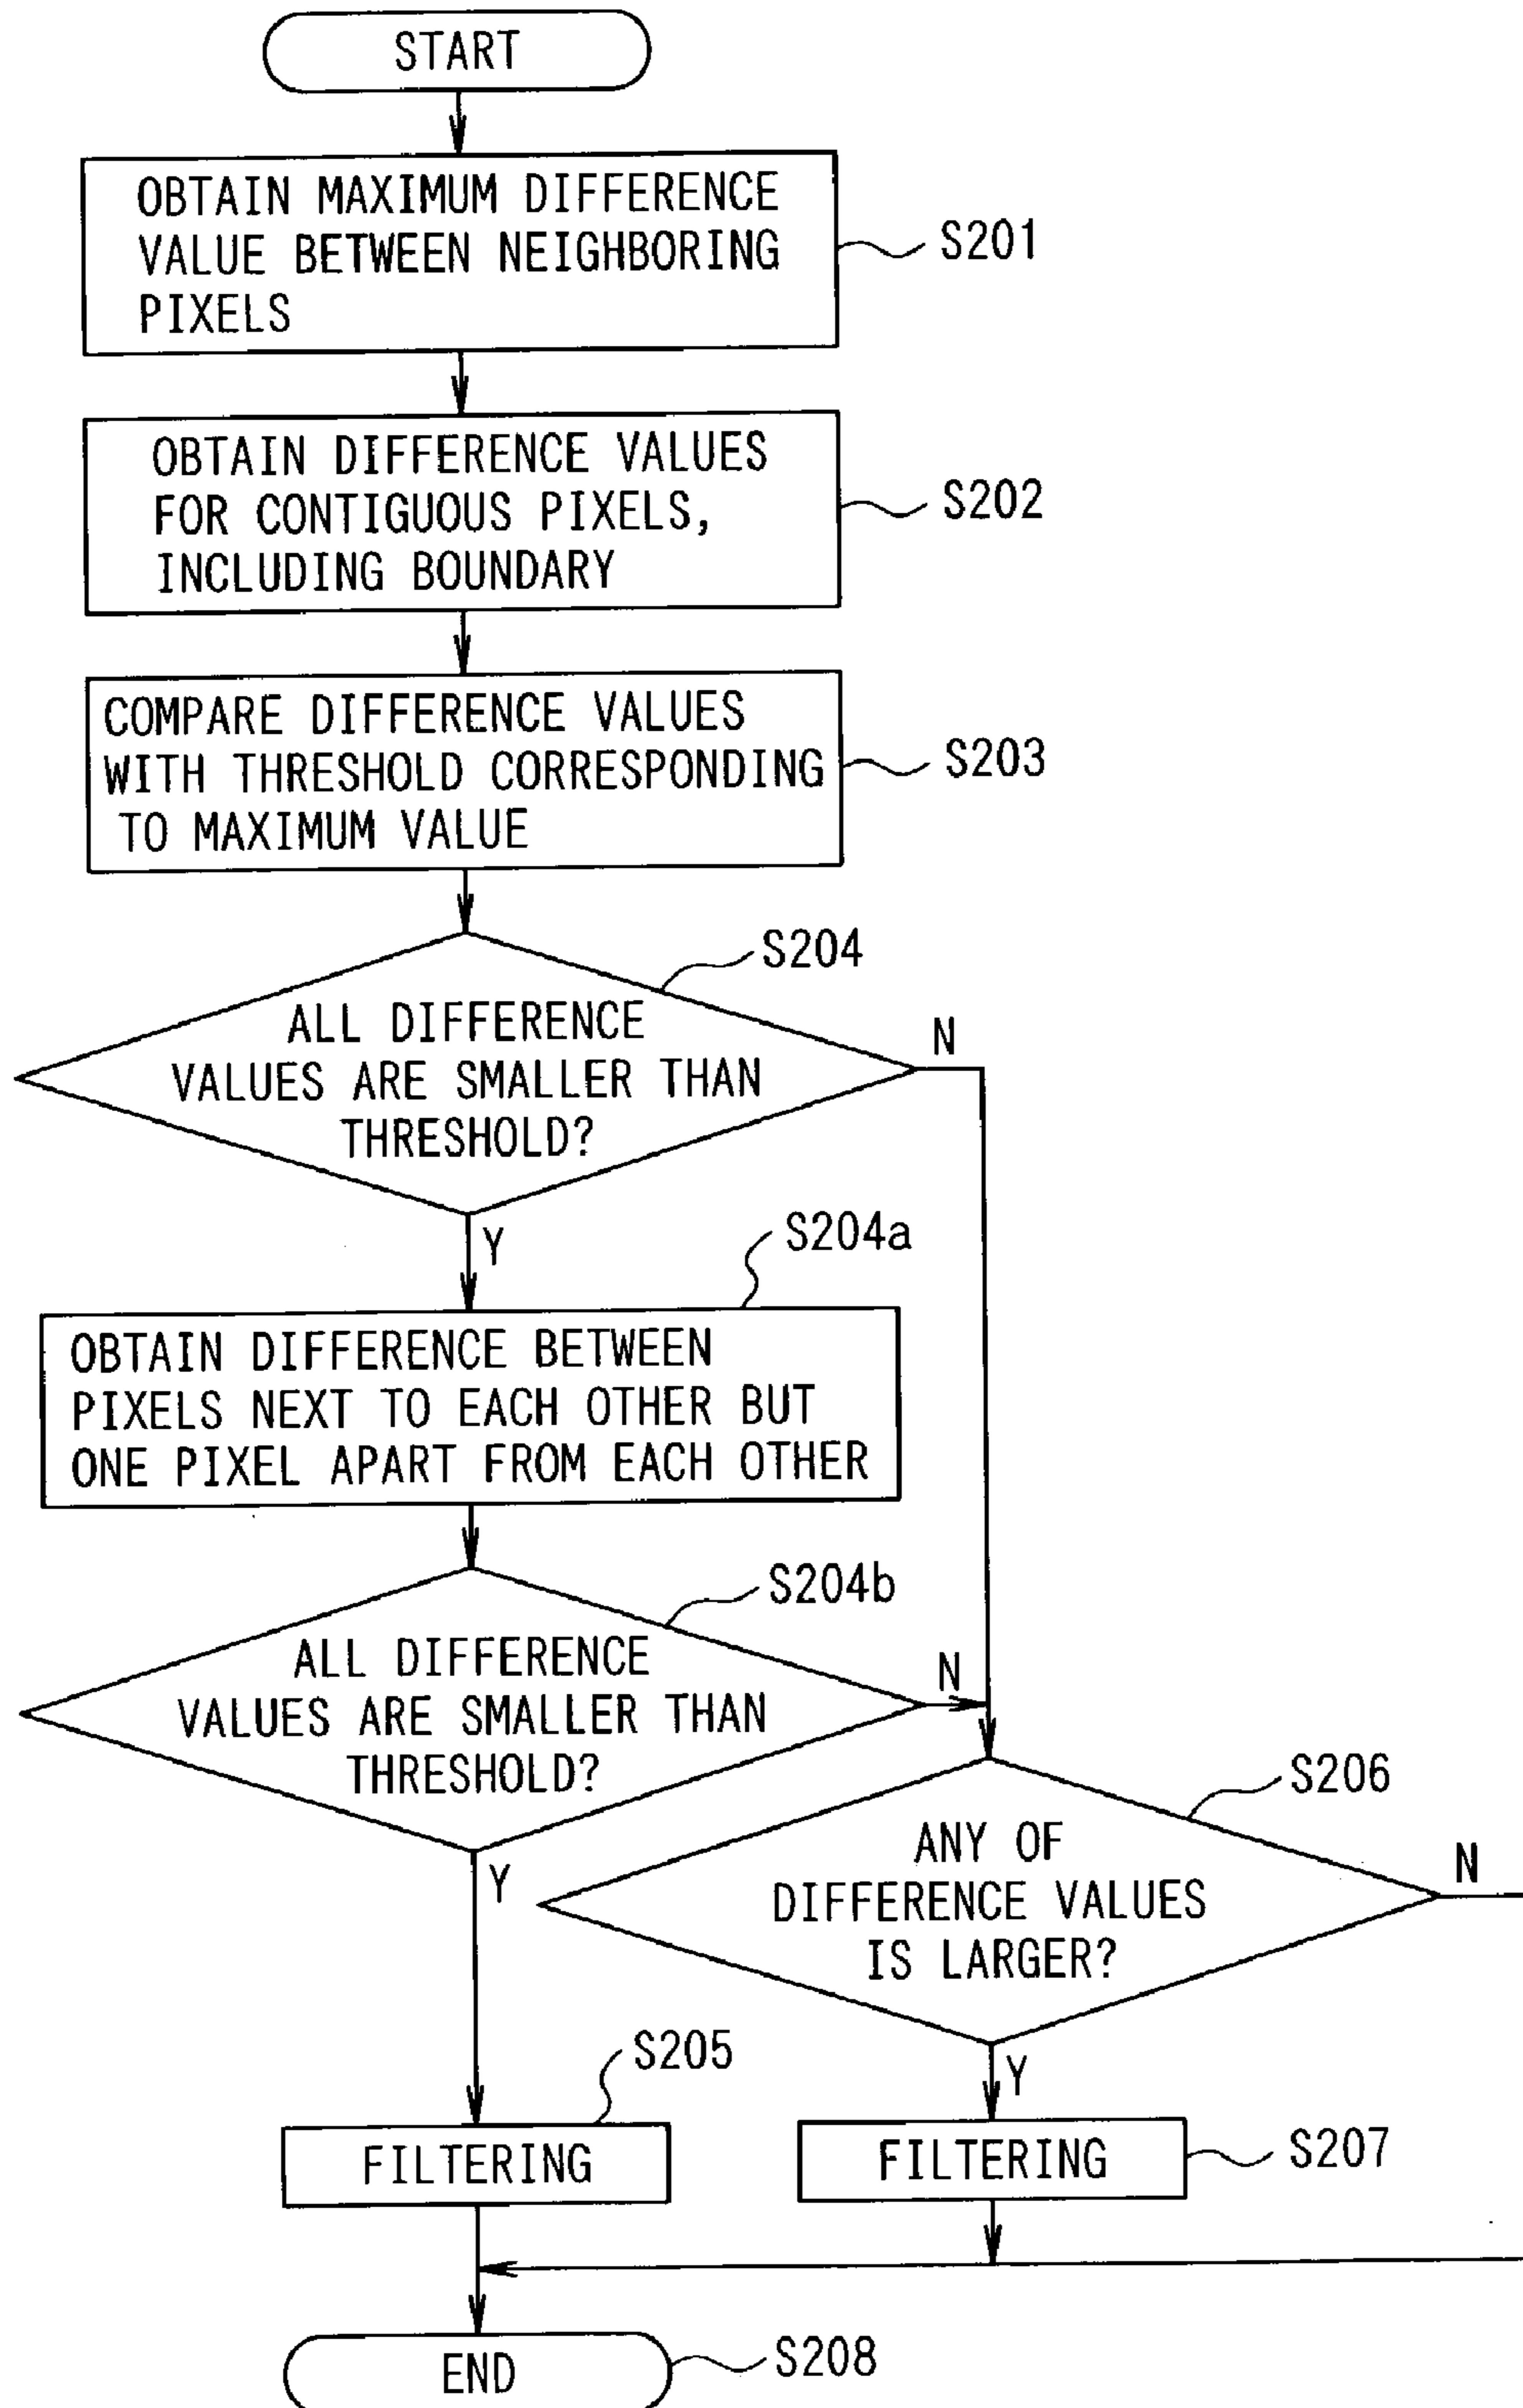 START
OBTAIN MAXIMUM DIFFERENCE
VALUE BETWEEN NEIGHBORING
PIXELS
S201
OBTAIN DIFFERENCE VALUES
FOR CONTIGUOUS PIXELS,
INCLUDING BOUNDARY
S202
COMPARE DIFFERENCE VALUES
WITH THRESHOLD CORRESPONDING
TO MAXIMUM VALUE
S203
S204
ALL DIFFERENCE
VALUES ARE SMALLER THAN
THRESHOLD?
N
Y
S204a
OBTAIN DIFFERENCE BETWEEN
PIXELS NEXT TO EACH OTHER BUT
ONE PIXEL APART FROM EACH OTHER
S204b
ALL DIFFERENCE
VALUES ARE SMALLER THAN
THRESHOLD?
N
Y
S206
ANY OF
DIFFERENCE VALUES
IS LARGER?
N
Y
S205
FILTERING
FILTERING
S207
END
S208